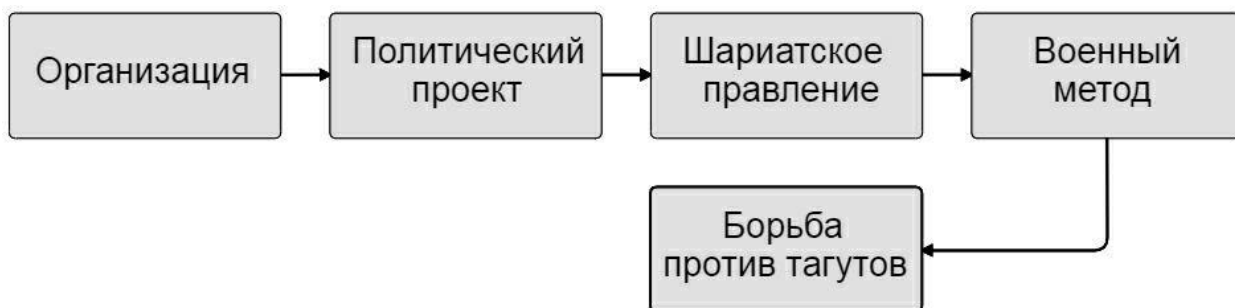 Организация
Политический
проект
Шариатское
правление
Военный
метод
Борьба
против тагутов